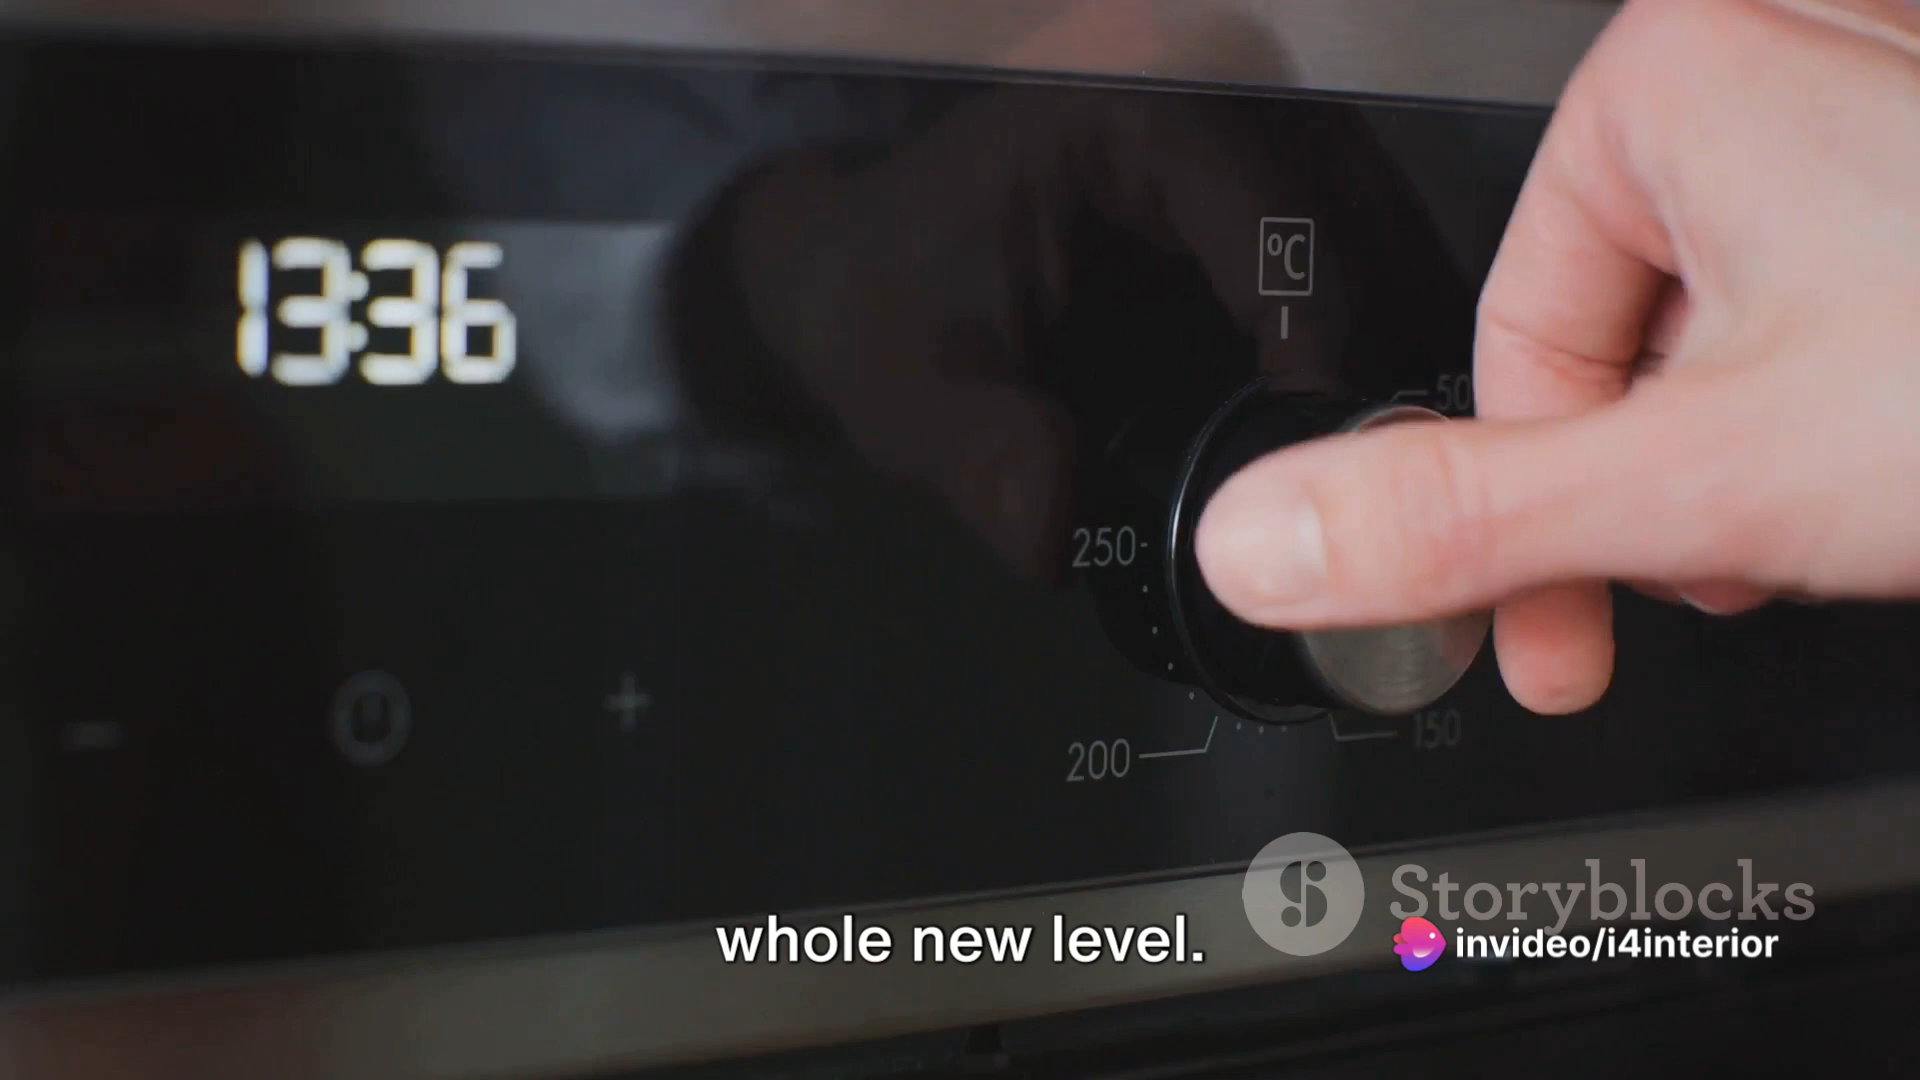 13:36
°C
50
250
200
150
Storyblocks
whole new level.
invideo/i4interior